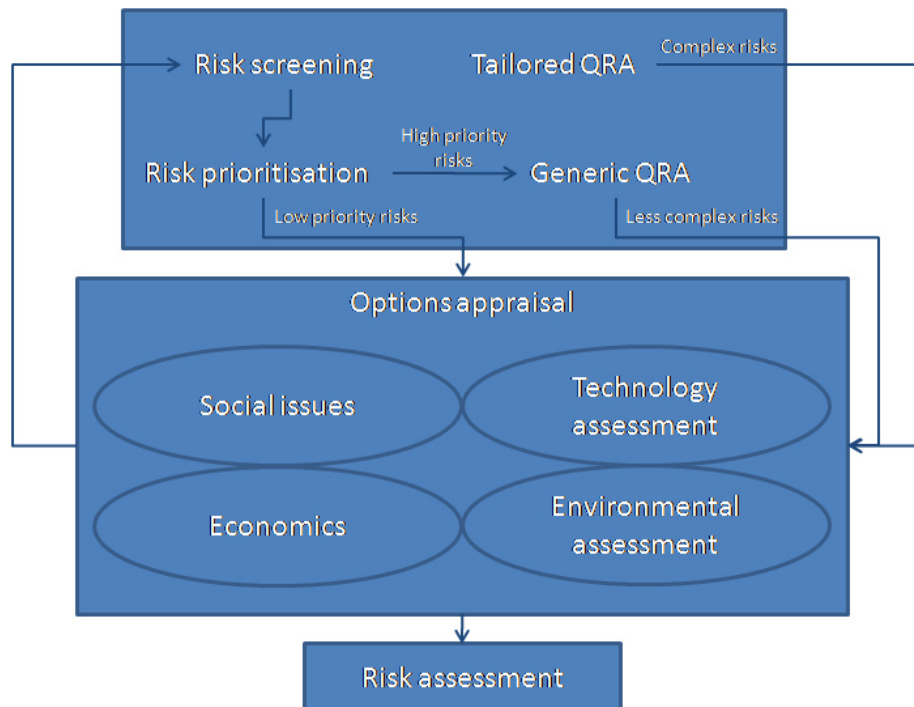 Complex risks
Risk screening
Tailored QRA
High priority
risks
Risk prioritisation
Generic QRA
Low priority risks
Less complex risks
Options appraisal
Social issues
Technology
assessment
Economics
Environmental
assessment
Risk assessment